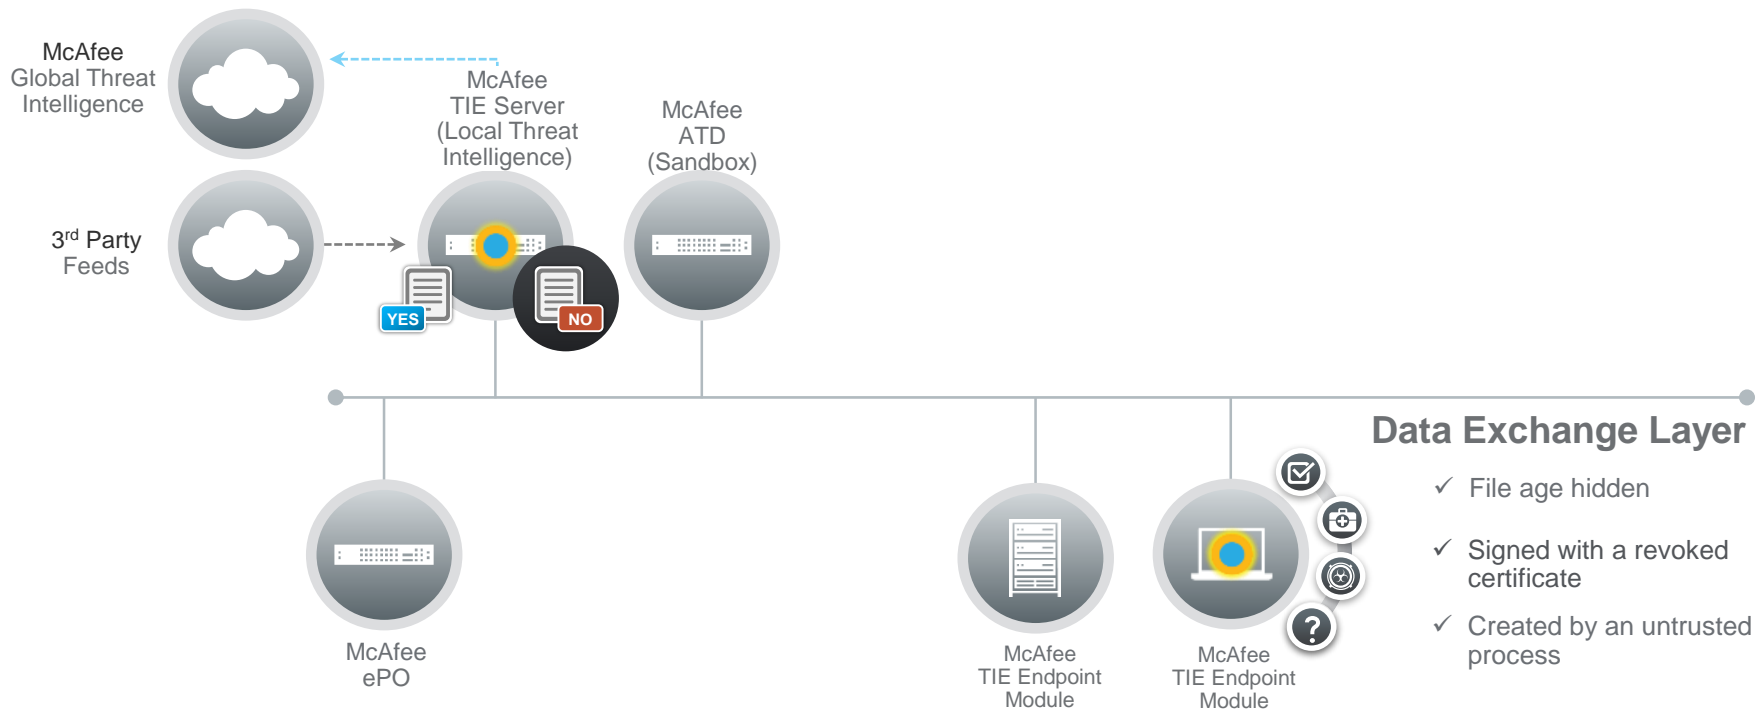 McAfee
Global Threat
Intelligence
McAfee
TIE Server
(Local Threat
Intelligence)
McAfee
ATD
(Sandbox)
3rd Party
Feeds
YES
NO
Data Exchange Layer
✓ File age hidden
✓ Signed with a revoked
certificate
✓ Created by an untrusted
process
?
McAfee
ePO
McAfee
TIE Endpoint
Module
McAfee
TIE Endpoint
Module